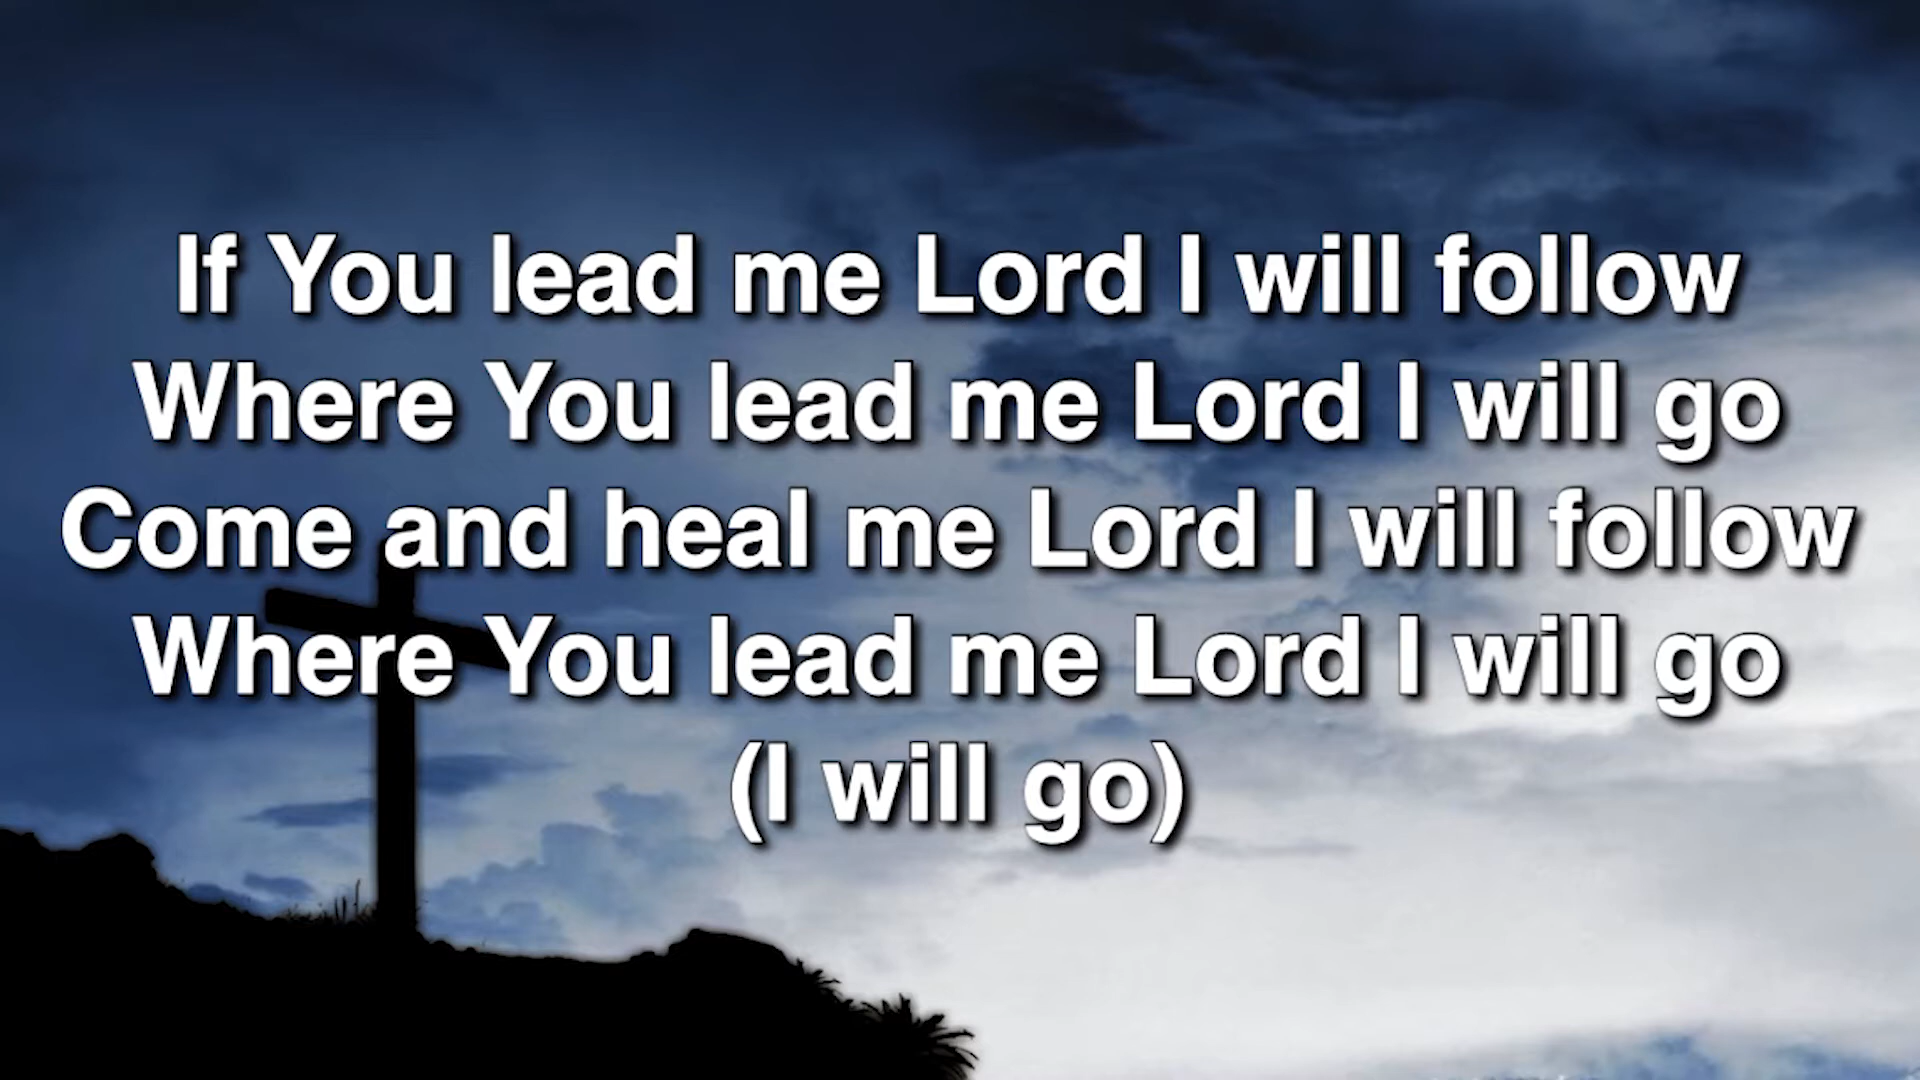 If You lead me Lord I will follow
Where You lead me Lord I will go
Come and heal me Lord I will follow
Where You lead me Lord I will go
(I will go)